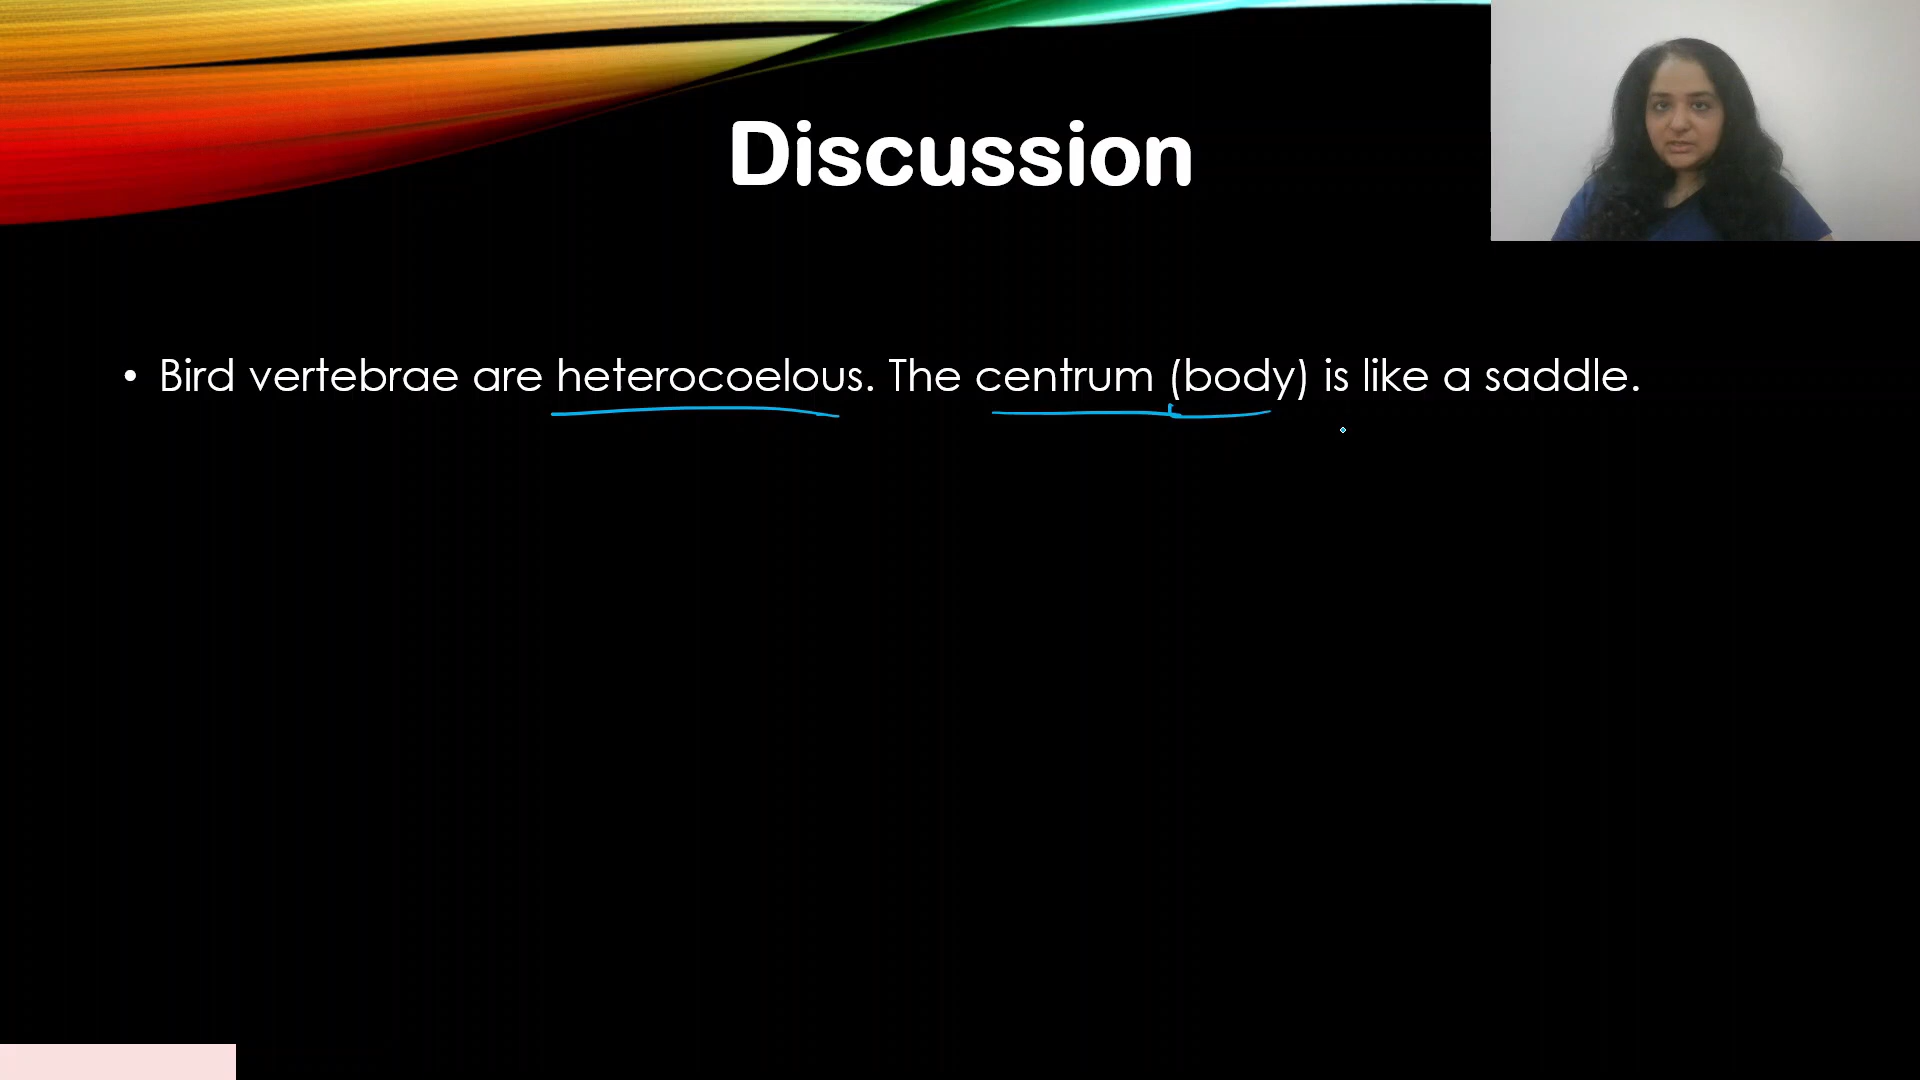 Discussion
• Bird vertebrae are heterocoelous. The centrum (body) is like a saddle.